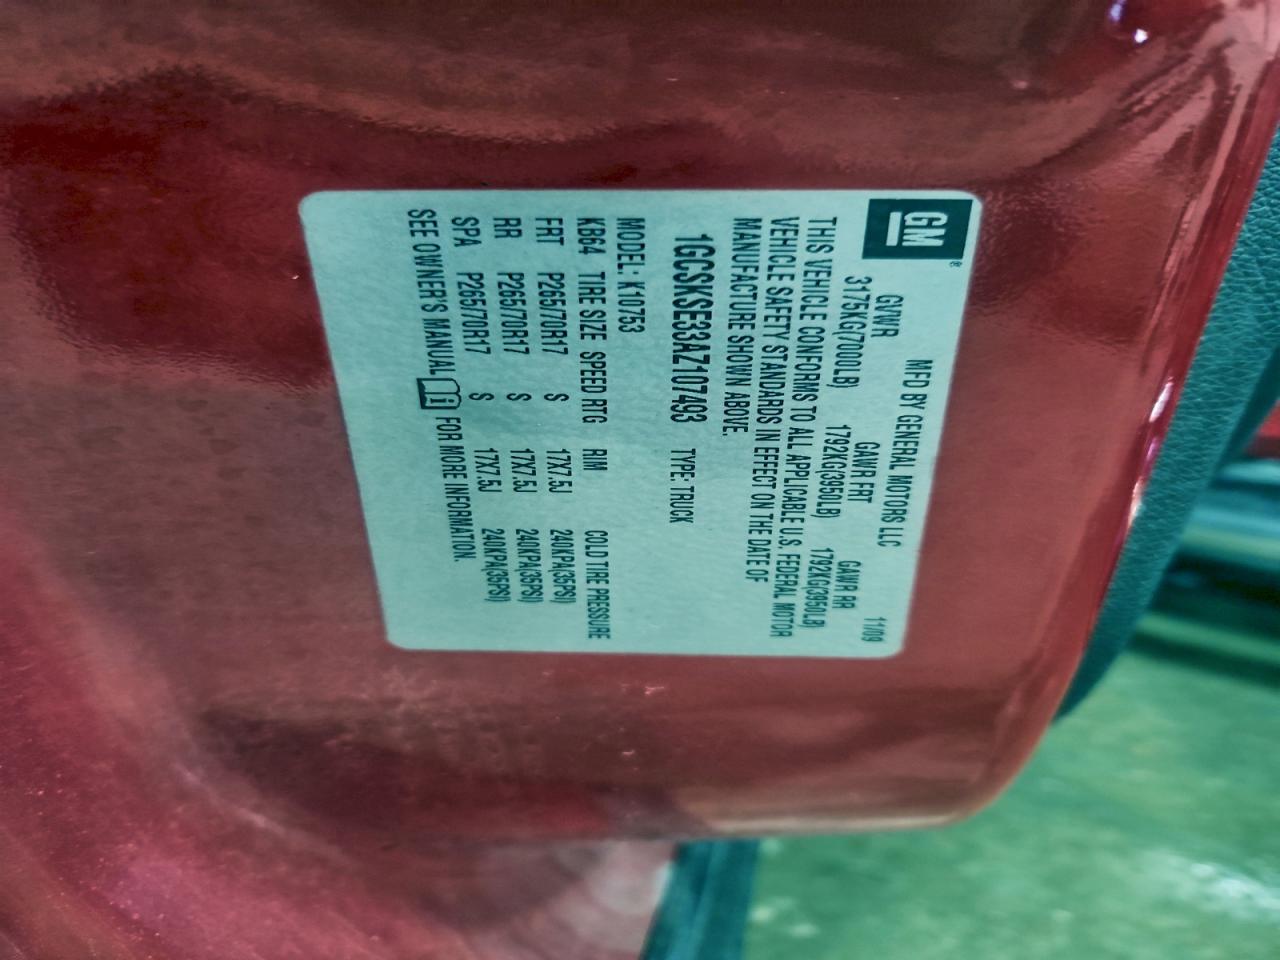 GM®
MFD BY GENERAL MOTORS LLC 11/09
GVWR GAWR FRT GAWR RR
3175KG(7000LB) 1792KG(3950LB) 1792KG(3950LB)
THIS VEHICLE CONFORMS TO ALL APPLICABLE U.S. FEDERAL MOTOR
VEHICLE SAFETY STANDARDS IN EFFECT ON THE DATE OF
MANUFACTURE SHOWN ABOVE.
1GCSKSE33AZ107493 TYPE: TRUCK
MODEL: K10753
KB64 TIRE SIZE SPEED RTG RIM COLD TIRE PRESSURE
FRT P265/70R17 S 17X7.5J 240KPA(35PSI)
RR P265/70R17 S 17X7.5J 240KPA(35PSI)
SPA P265/70R17 S 17X7.5J 240KPA(35PSI)
SEE OWNER'S MANUAL i FOR MORE INFORMATION.